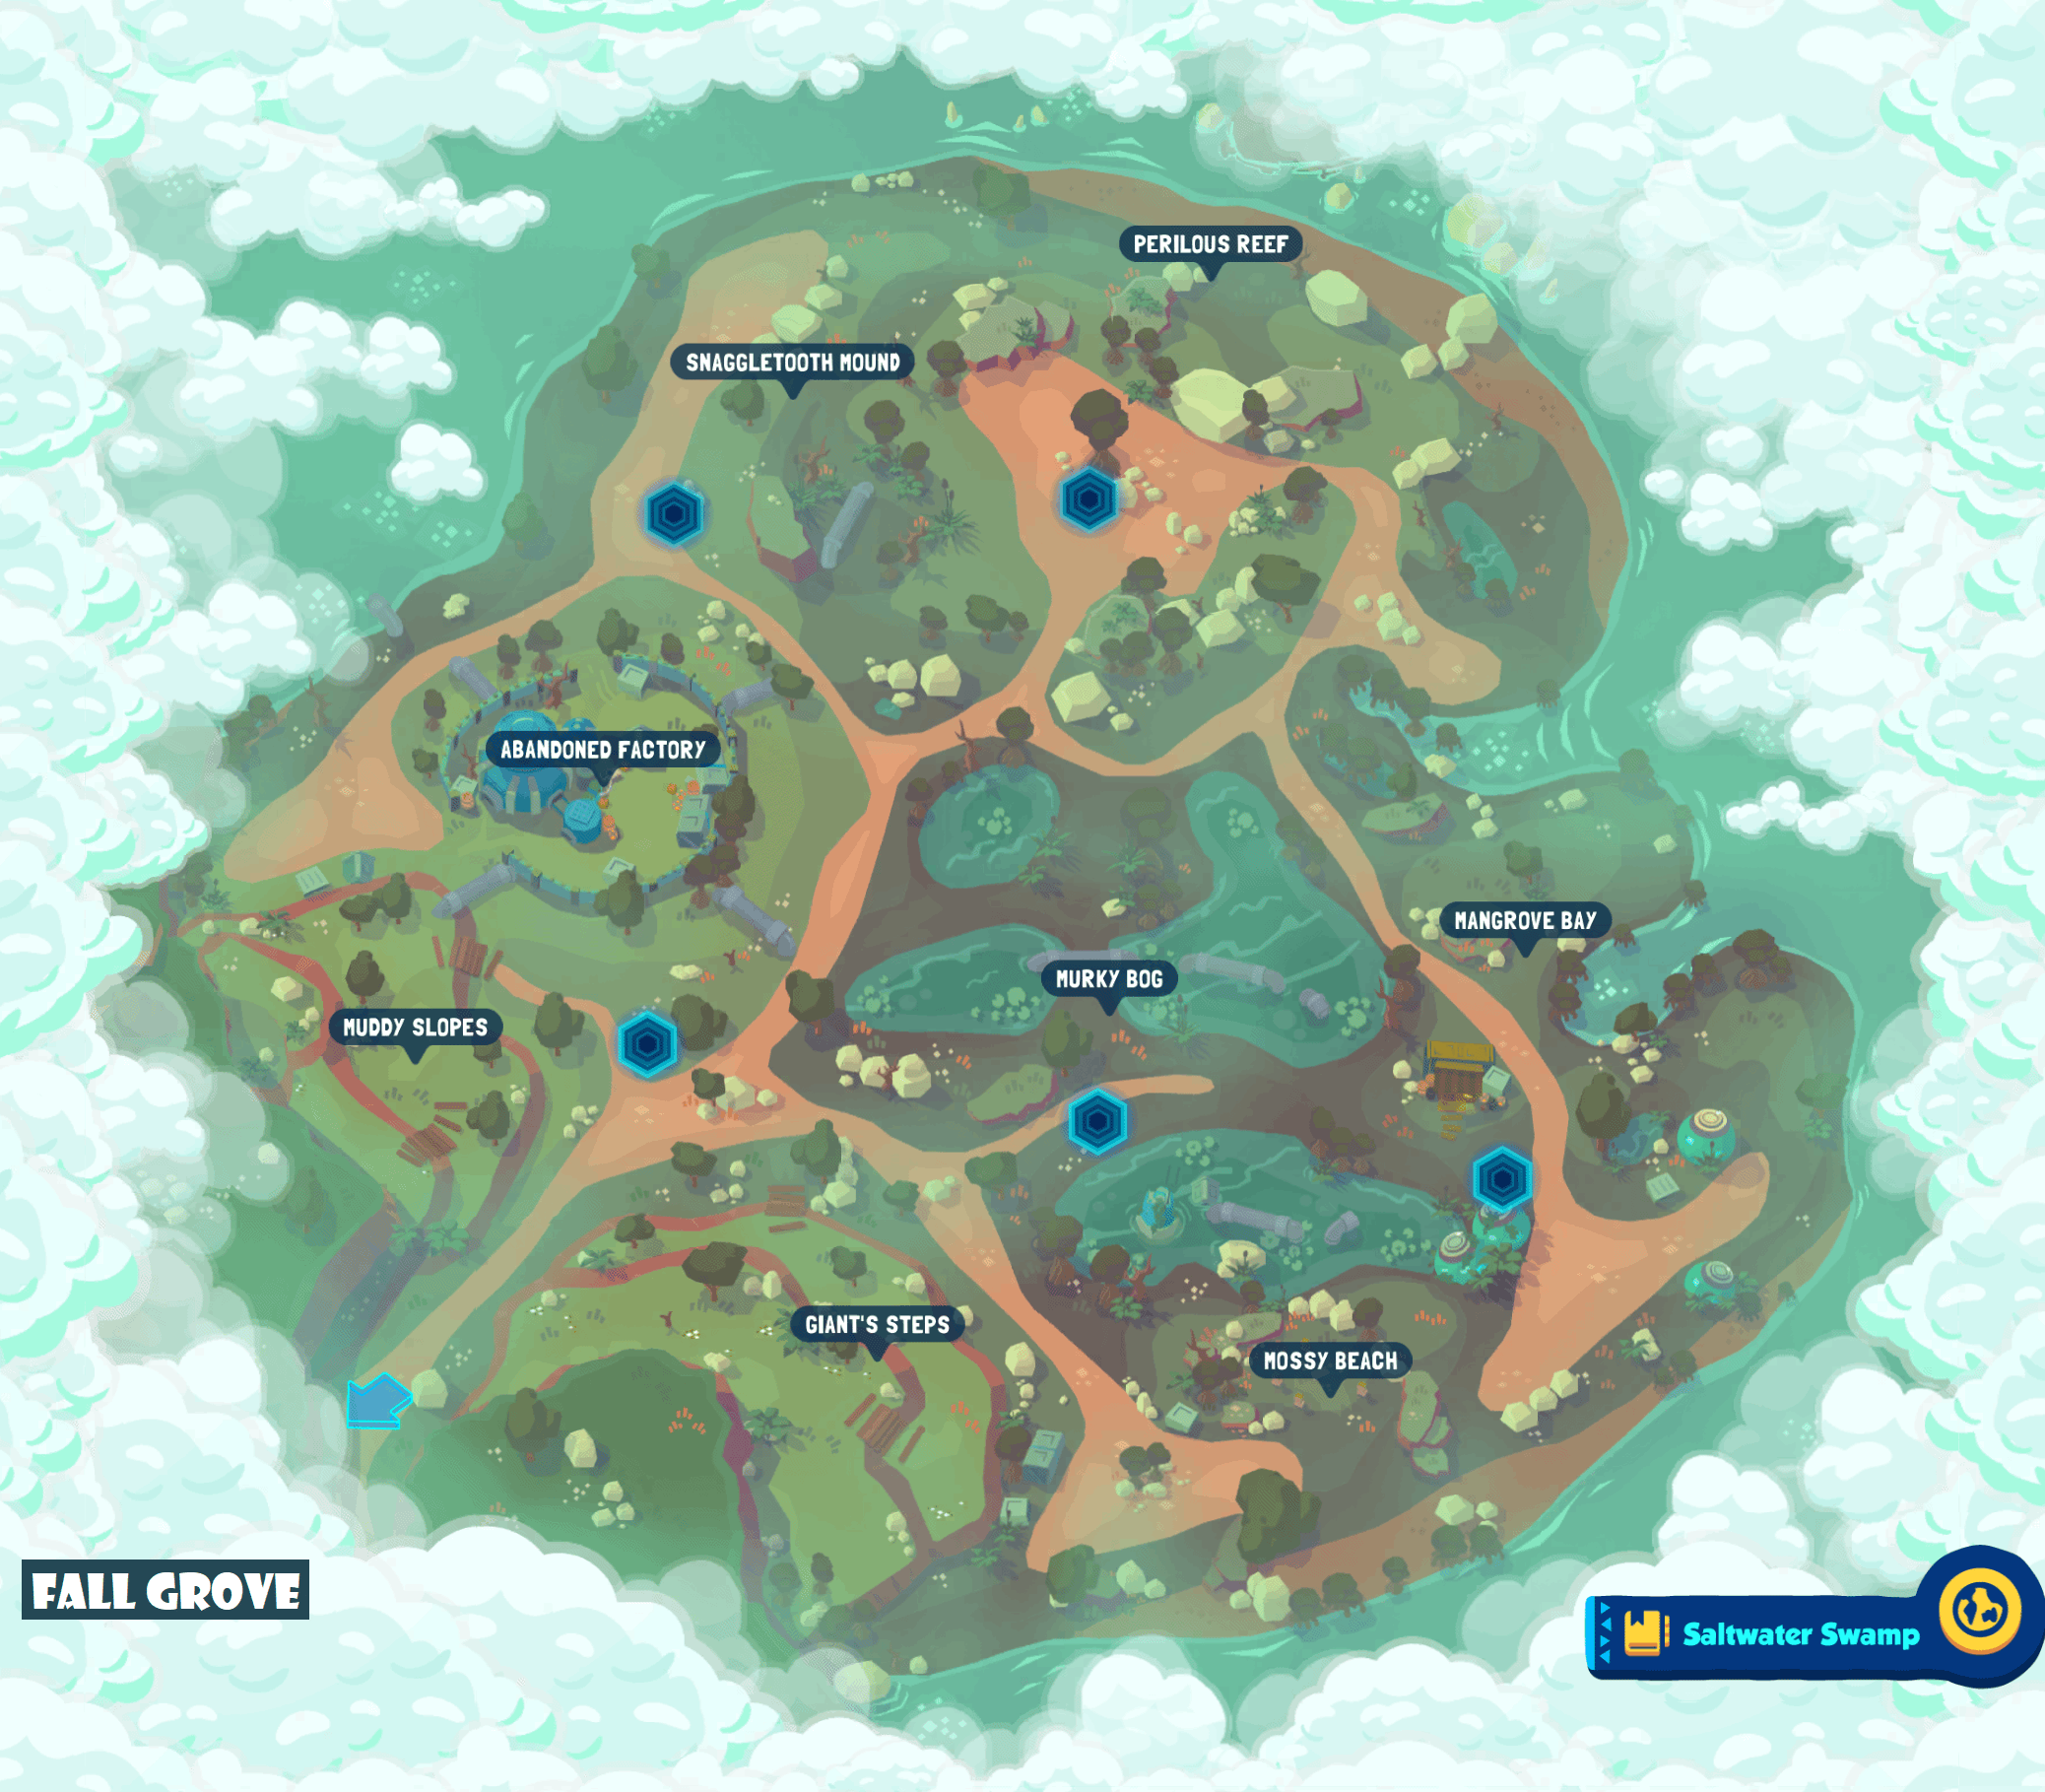 PERILOUS REEF
SNAGGLETOOTH MOUND
ABANDONED FACTORY
MANGROVE BAY
MURKY BOG
MUDDY SLOPES
GIANT'S STEPS
MOSSY BEACH
FALL GROVE
Saltwater Swamp